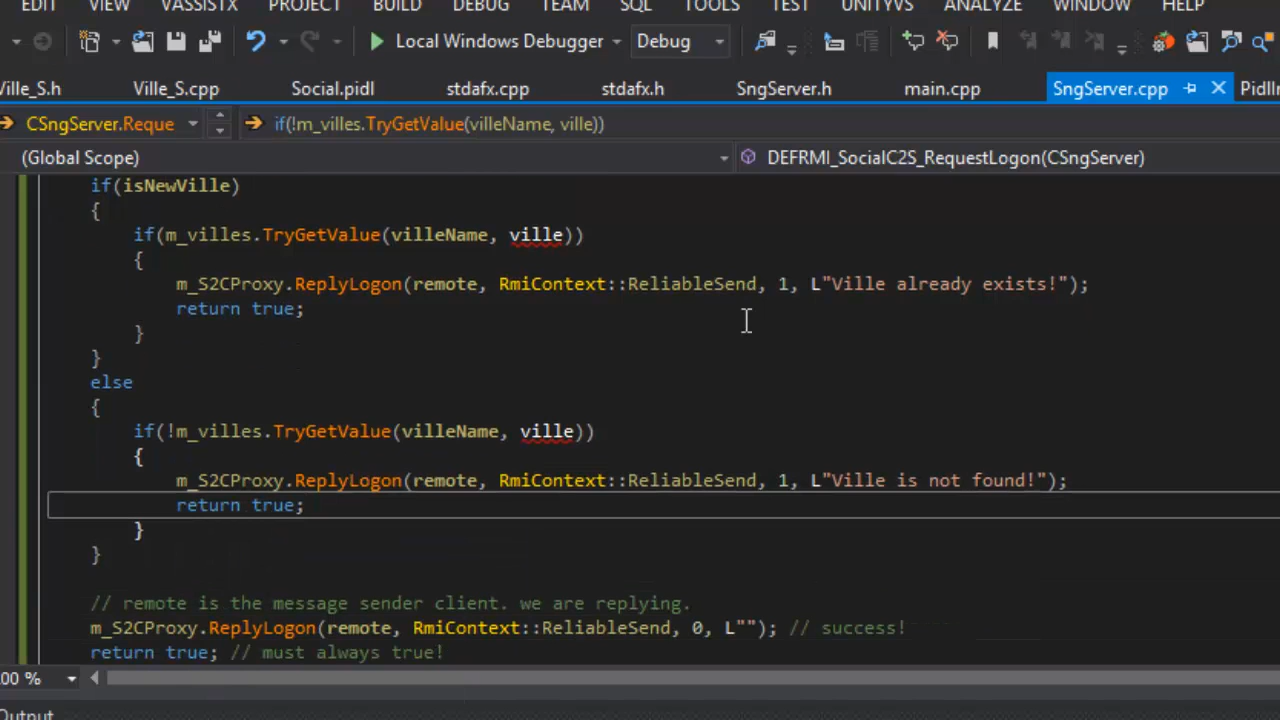 EDIT VIEW VASSISTX PROJECT BUILD DEBUG TEAM SQL TOOLS TEST UNITYVS ANALYZE WINDOW HELP
Local Windows Debugger Debug
Ville_S.h Ville_S.cpp Social.pidl stdafx.cpp stdafx.h SngServer.h main.cpp SngServer.cpp
CSngServer.Reque if(!m_villes.TryGetValue(villeName, ville))
(Global Scope) DEFRMI_SocialC2S_RequestLogon(CSngServer)
if(isNewVille)
{
if(m_villes.TryGetValue(villeName, ville))
{
m_S2CProxy.ReplyLogon(remote, RmiContext::ReliableSend, 1, L"Ville already exists!");
return true;
}
}
else
{
if(!m_villes.TryGetValue(villeName, ville))
{
m_S2CProxy.ReplyLogon(remote, RmiContext::ReliableSend, 1, L"Ville is not found!");
return true;
}
}
// remote is the message sender client. we are replying.
m_S2CProxy.ReplyLogon(remote, RmiContext::ReliableSend, 0, L""); // success!
return true; // must always true!
00 %
Output